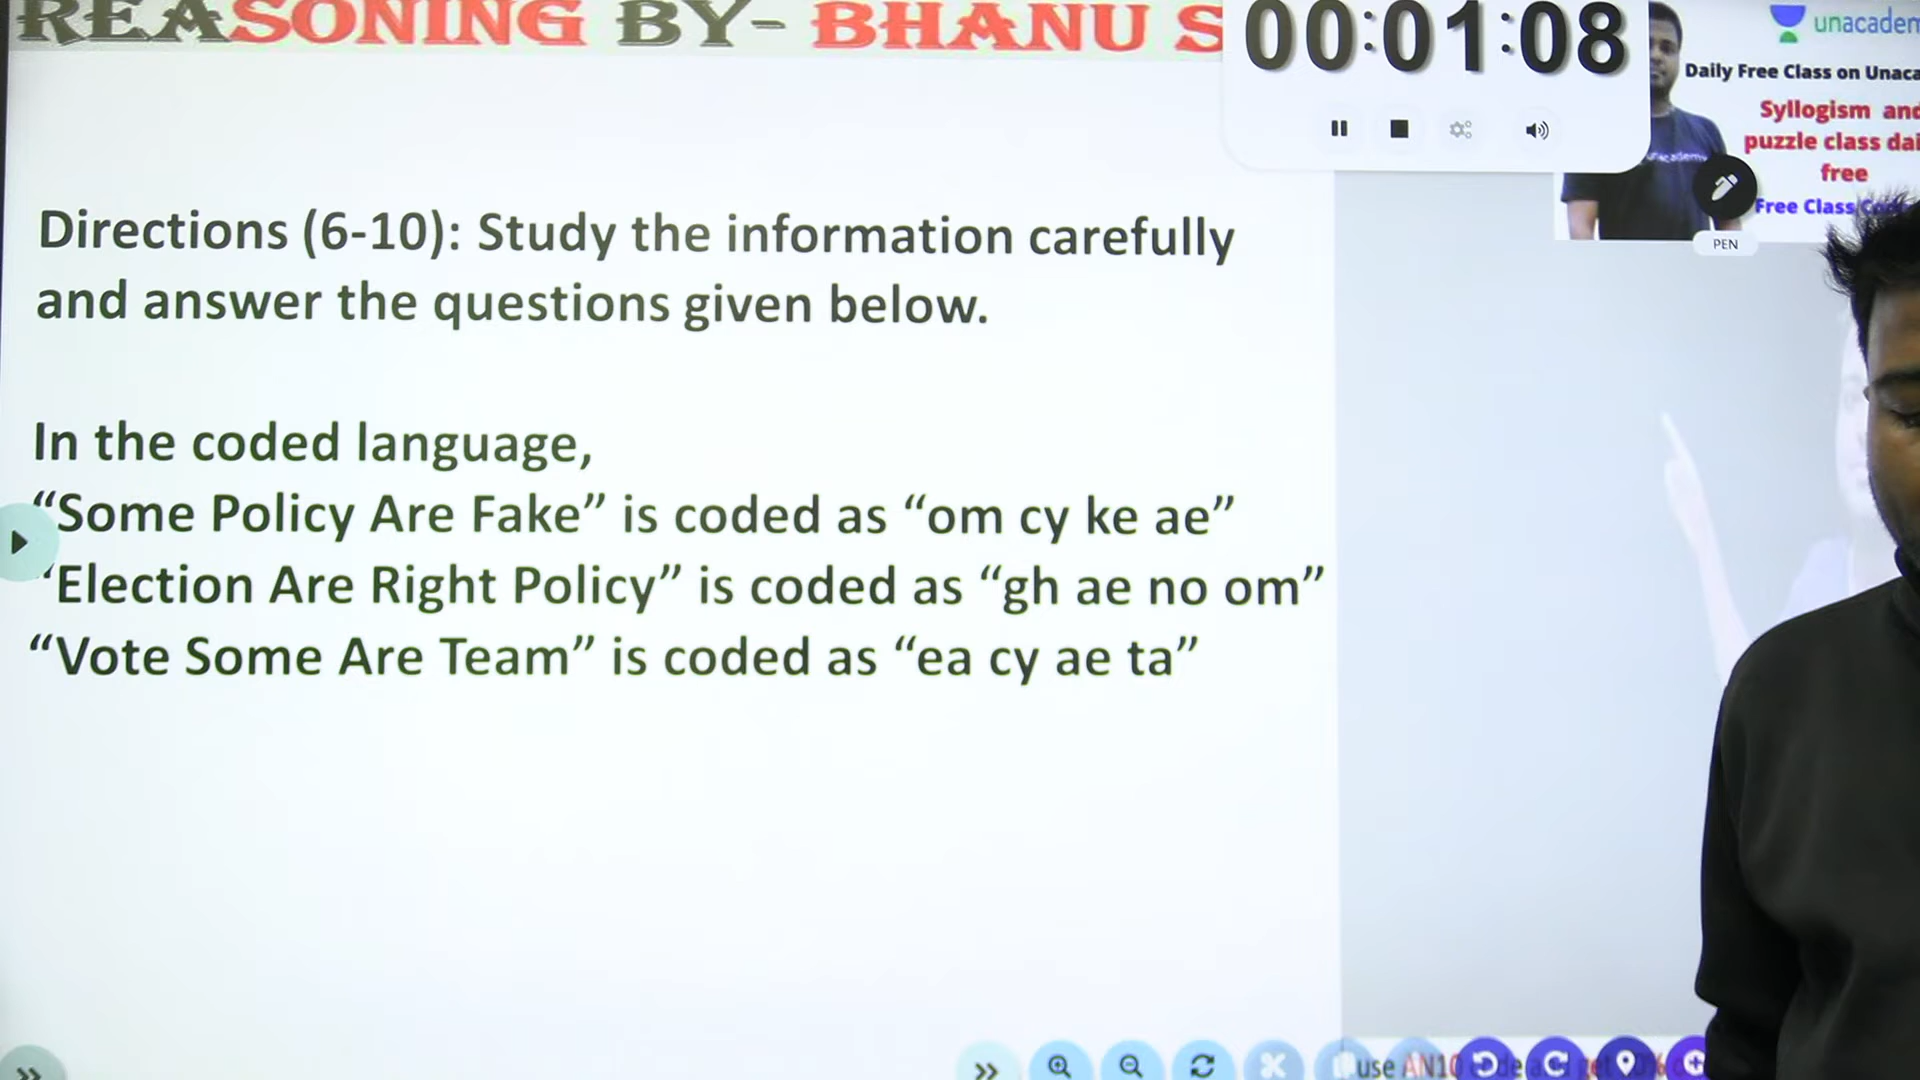 REASONING BY- BHANU S
00:01:08
unacadem
Daily Free Class on Unaca
Syllogism and
puzzle class dai
free
Free Class
PEN
Directions (6-10): Study the information carefully
and answer the questions given below.
In the coded language,
“Some Policy Are Fake” is coded as “om cy ke ae”
“Election Are Right Policy” is coded as “gh ae no om”
“Vote Some Are Team” is coded as “ea cy ae ta”
use AN10